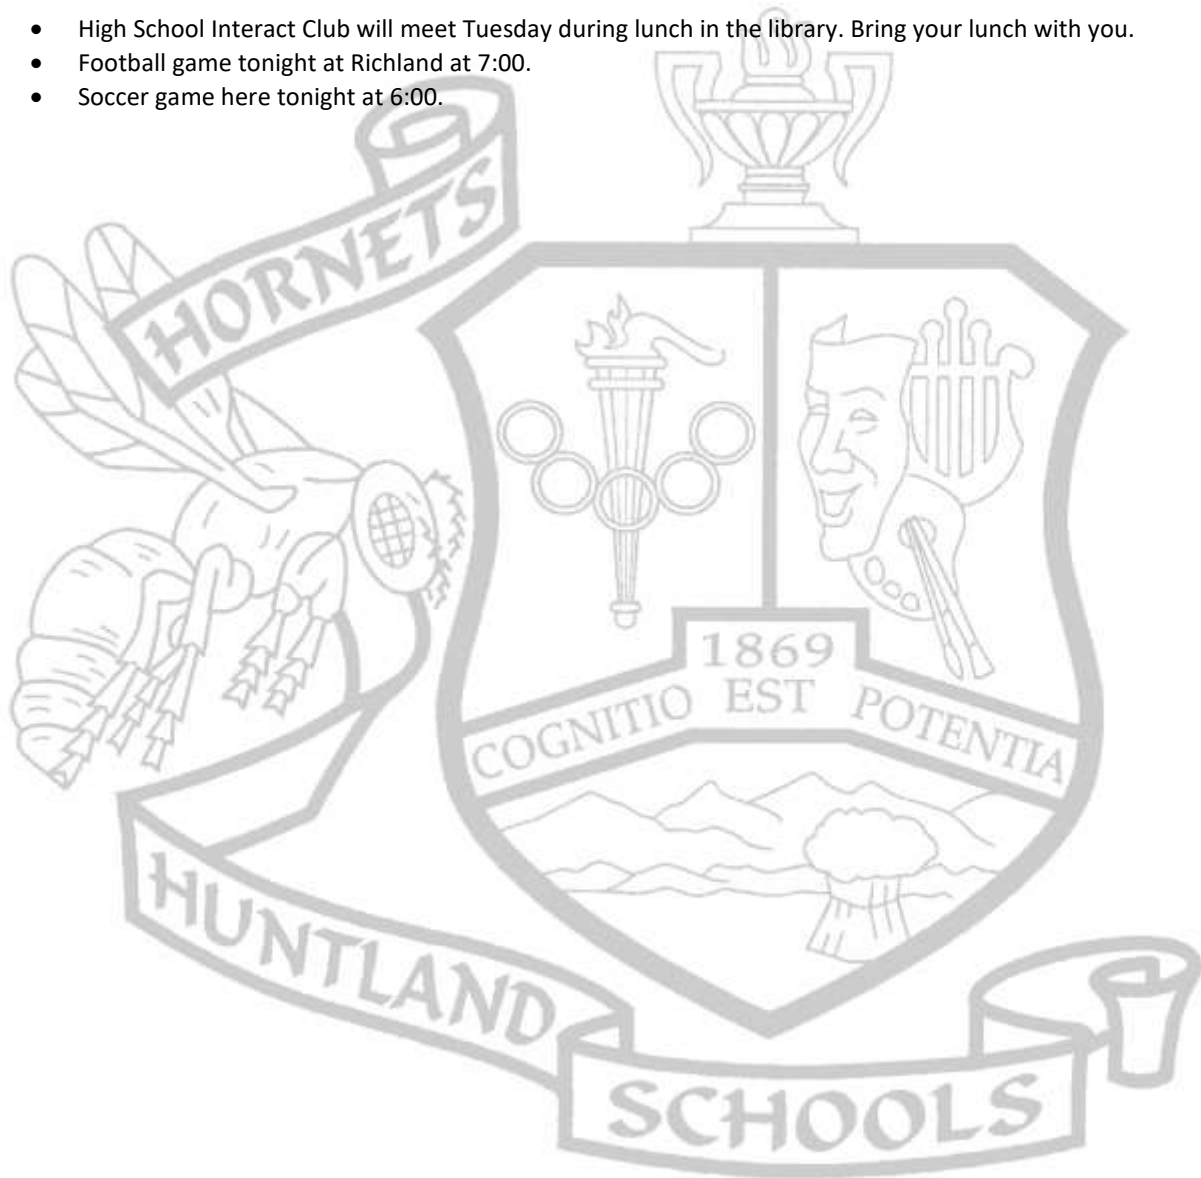 • High School Interact Club will meet Tuesday during lunch in the library. Bring your lunch with you.
• Football game tonight at Richland at 7:00.
• Soccer game here tonight at 6:00.
HORNETS
1869
COGNITIO EST POTENTIA
HUNTLAND
SCHOOLS